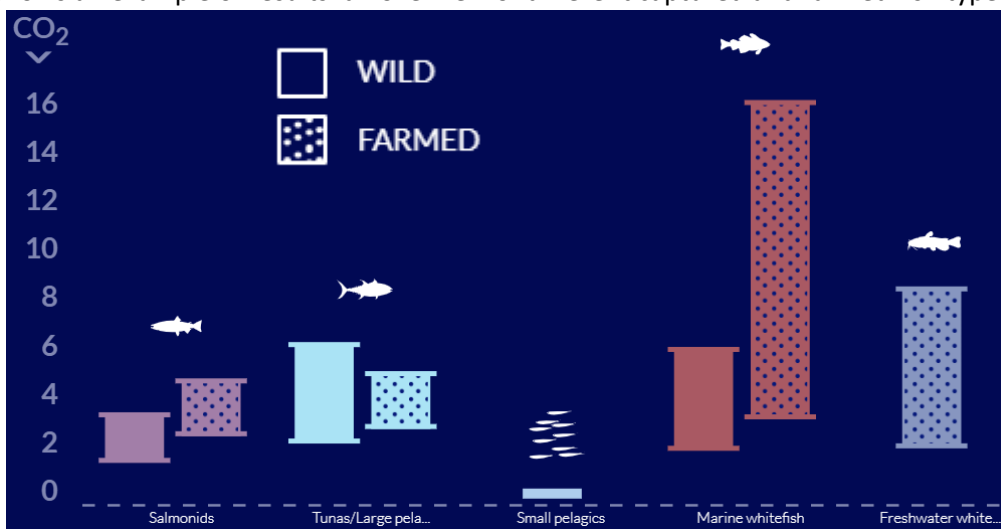 CO₂
WILD
FARMED
16
14
12
10
8
6
4
2
0
Salmonids
Tunas/Large pela...
Small pelagics
Marine whitefish
Freshwater white...